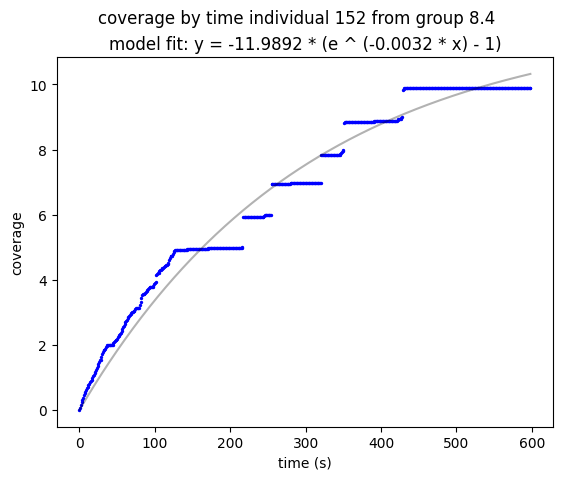 coverage by time individual 152 from group 8.4
model fit: y = -11.9892 * (e ^ (-0.0032 * x) - 1)
10
8
6
4
2
0
coverage
0 100 200 300 400 500 600
time (s)